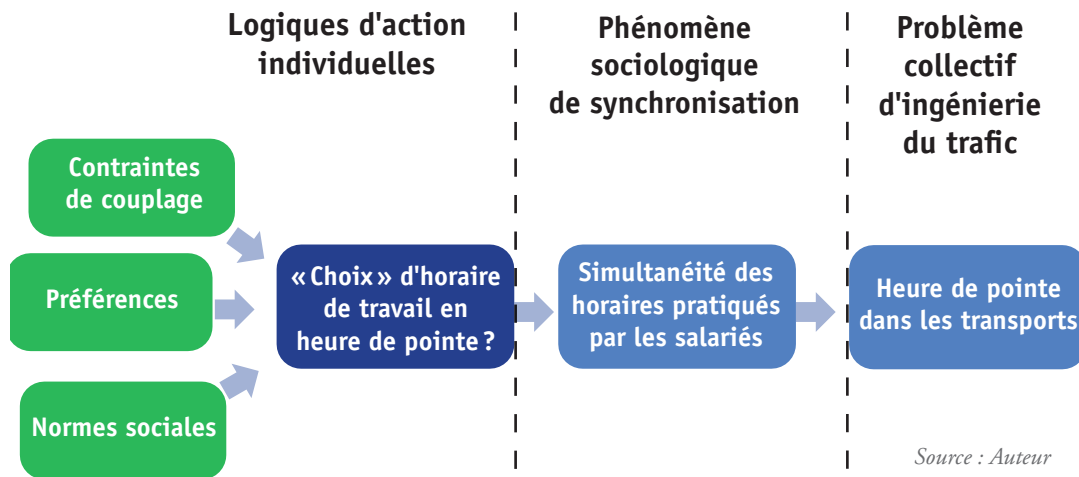 Logiques d'action
individuelles
Phénomène
sociologique
de synchronisation
Problème
collectif
d'ingénierie
du trafic
Contraintes
de couplage
Préférences
Normes sociales
« Choix » d'horaire
de travail en
heure de pointe ?
Simultanéité des
horaires pratiqués
par les salariés
Heure de pointe
dans les transports
Source : Auteur